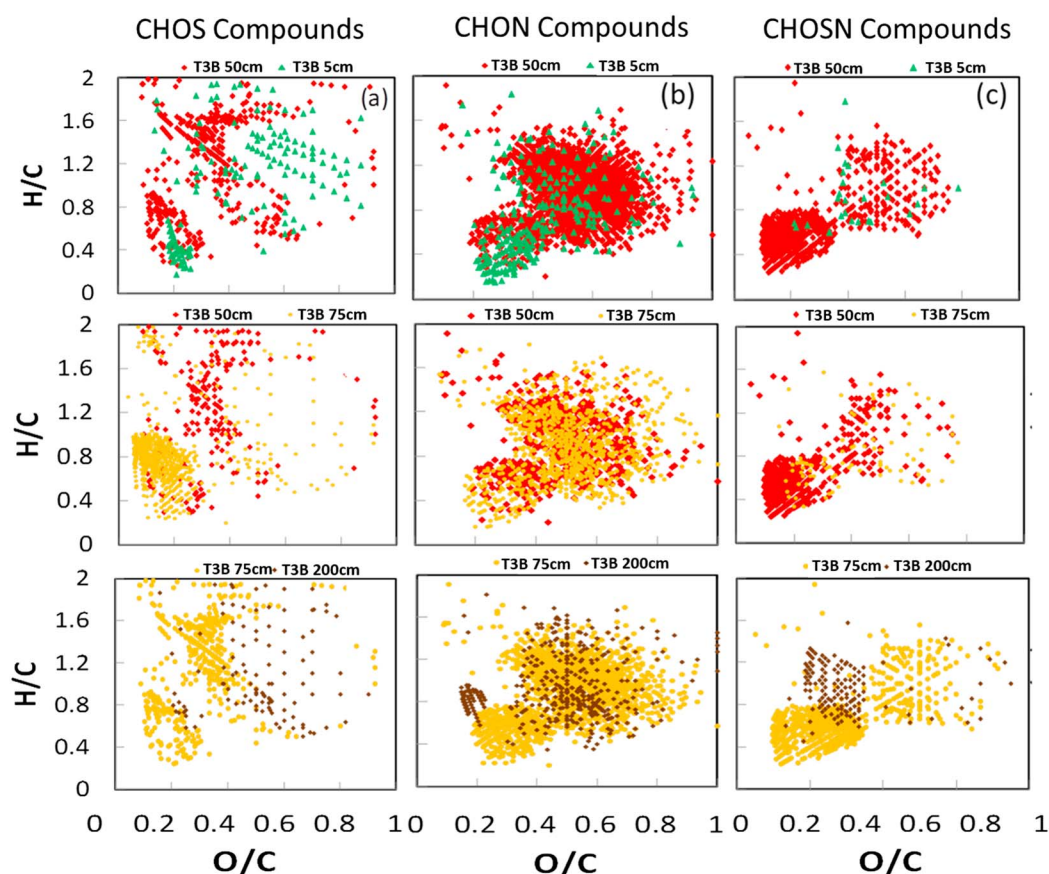 CHOS Compounds CHON Compounds CHOSN Compounds
T3B 50cm T3B 5cm T3B 50cm T3B 5cm T3B 50cm T3B 5cm
(a) (b) (c)
2
1.6
1.2
0.8
0.4
0
H/C
T3B 50cm T3B 75cm T3B 50cm T3B 75cm T3B 50cm T3B 75cm
2
1.6
1.2
0.8
0.4
0
H/C
T3B 75cm T3B 200cm T3B 75cm T3B 200cm T3B 75cm T3B 200cm
2
1.6
1.2
0.8
0.4
0
H/C
0 0.2 0.4 0.6 0.8 1 0 0.2 0.4 0.6 0.8 1 0 0.2 0.4 0.6 0.8 1
O/C O/C O/C